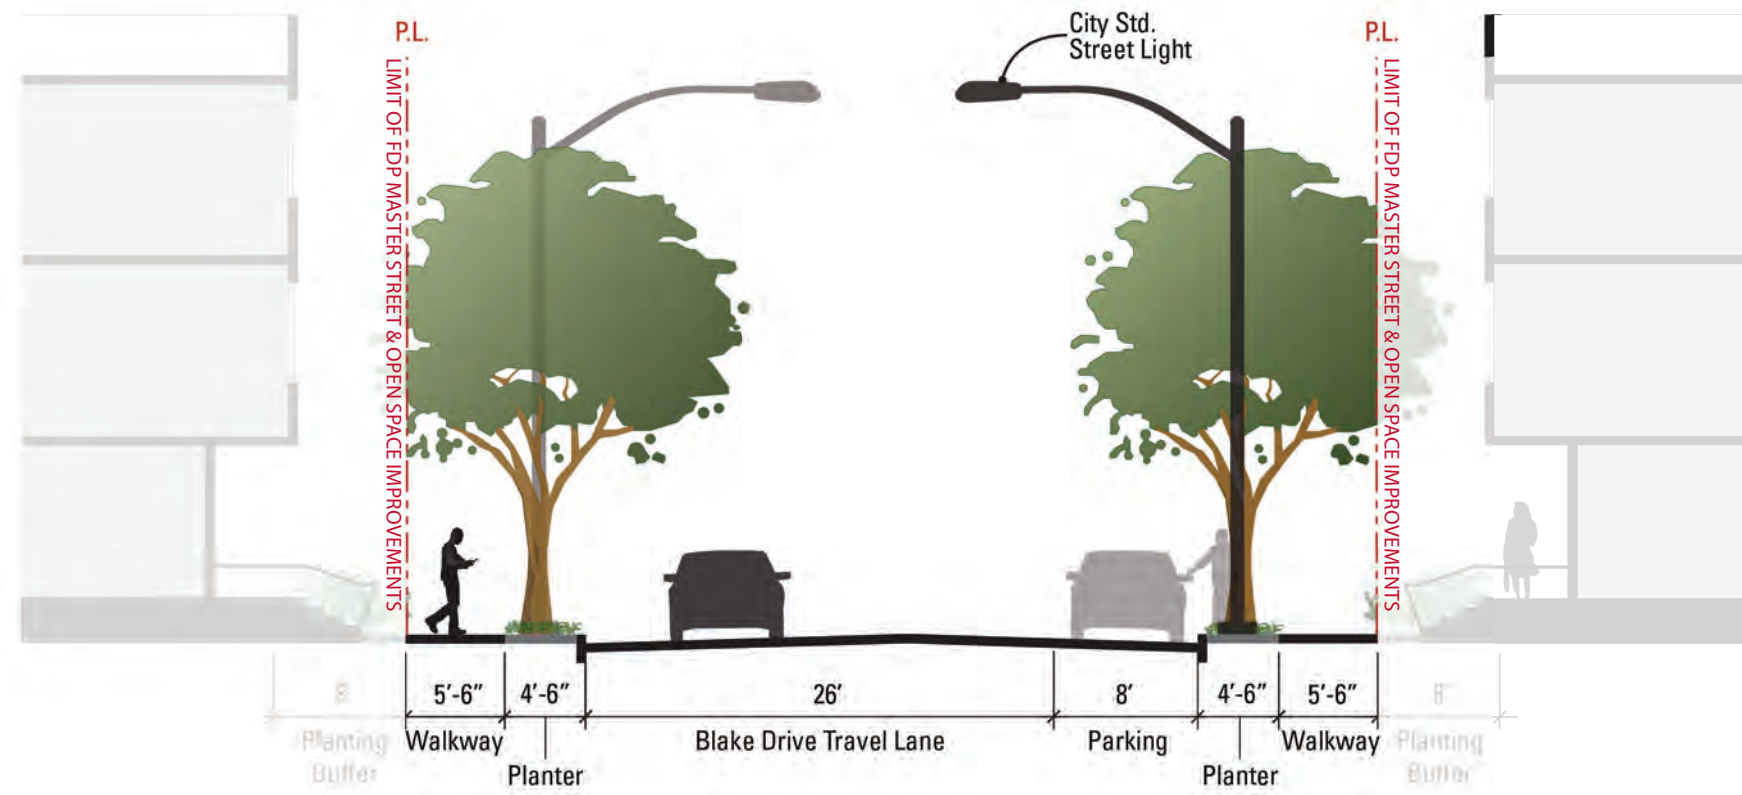 P.L.
City Std.
Street Light
P.L.
LIMIT OF FDP MASTER STREET & OPEN SPACE IMPROVEMENTS
LIMIT OF FDP MASTER STREET & OPEN SPACE IMPROVEMENTS
8'
5'-6"
4'-6"
26'
8'
4'-6"
5'-6"
8'
Planting
Buffer
Walkway
Planter
Blake Drive Travel Lane
Parking
Planter
Walkway
Planting
Buffer